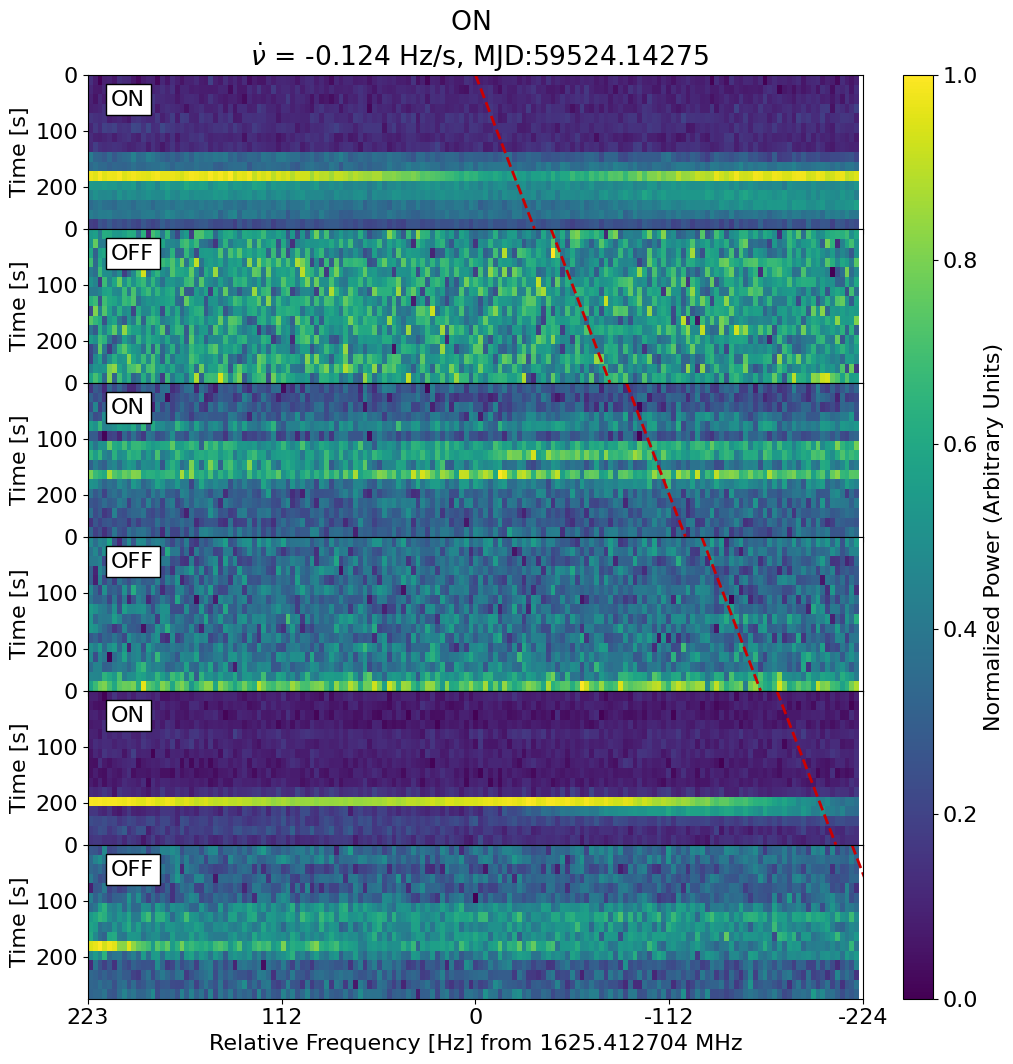 ON
ν̇ = -0.124 Hz/s, MJD:59524.14275
0
ON
100
Time [s]
200
0
OFF
100
Time [s]
200
0
ON
100
Time [s]
200
0
OFF
100
Time [s]
200
0
ON
100
Time [s]
200
0
OFF
100
Time [s]
200
223 112 0 -112 -224
Relative Frequency [Hz] from 1625.412704 MHz
1.0
0.8
0.6
0.4
0.2
0.0
Normalized Power (Arbitrary Units)